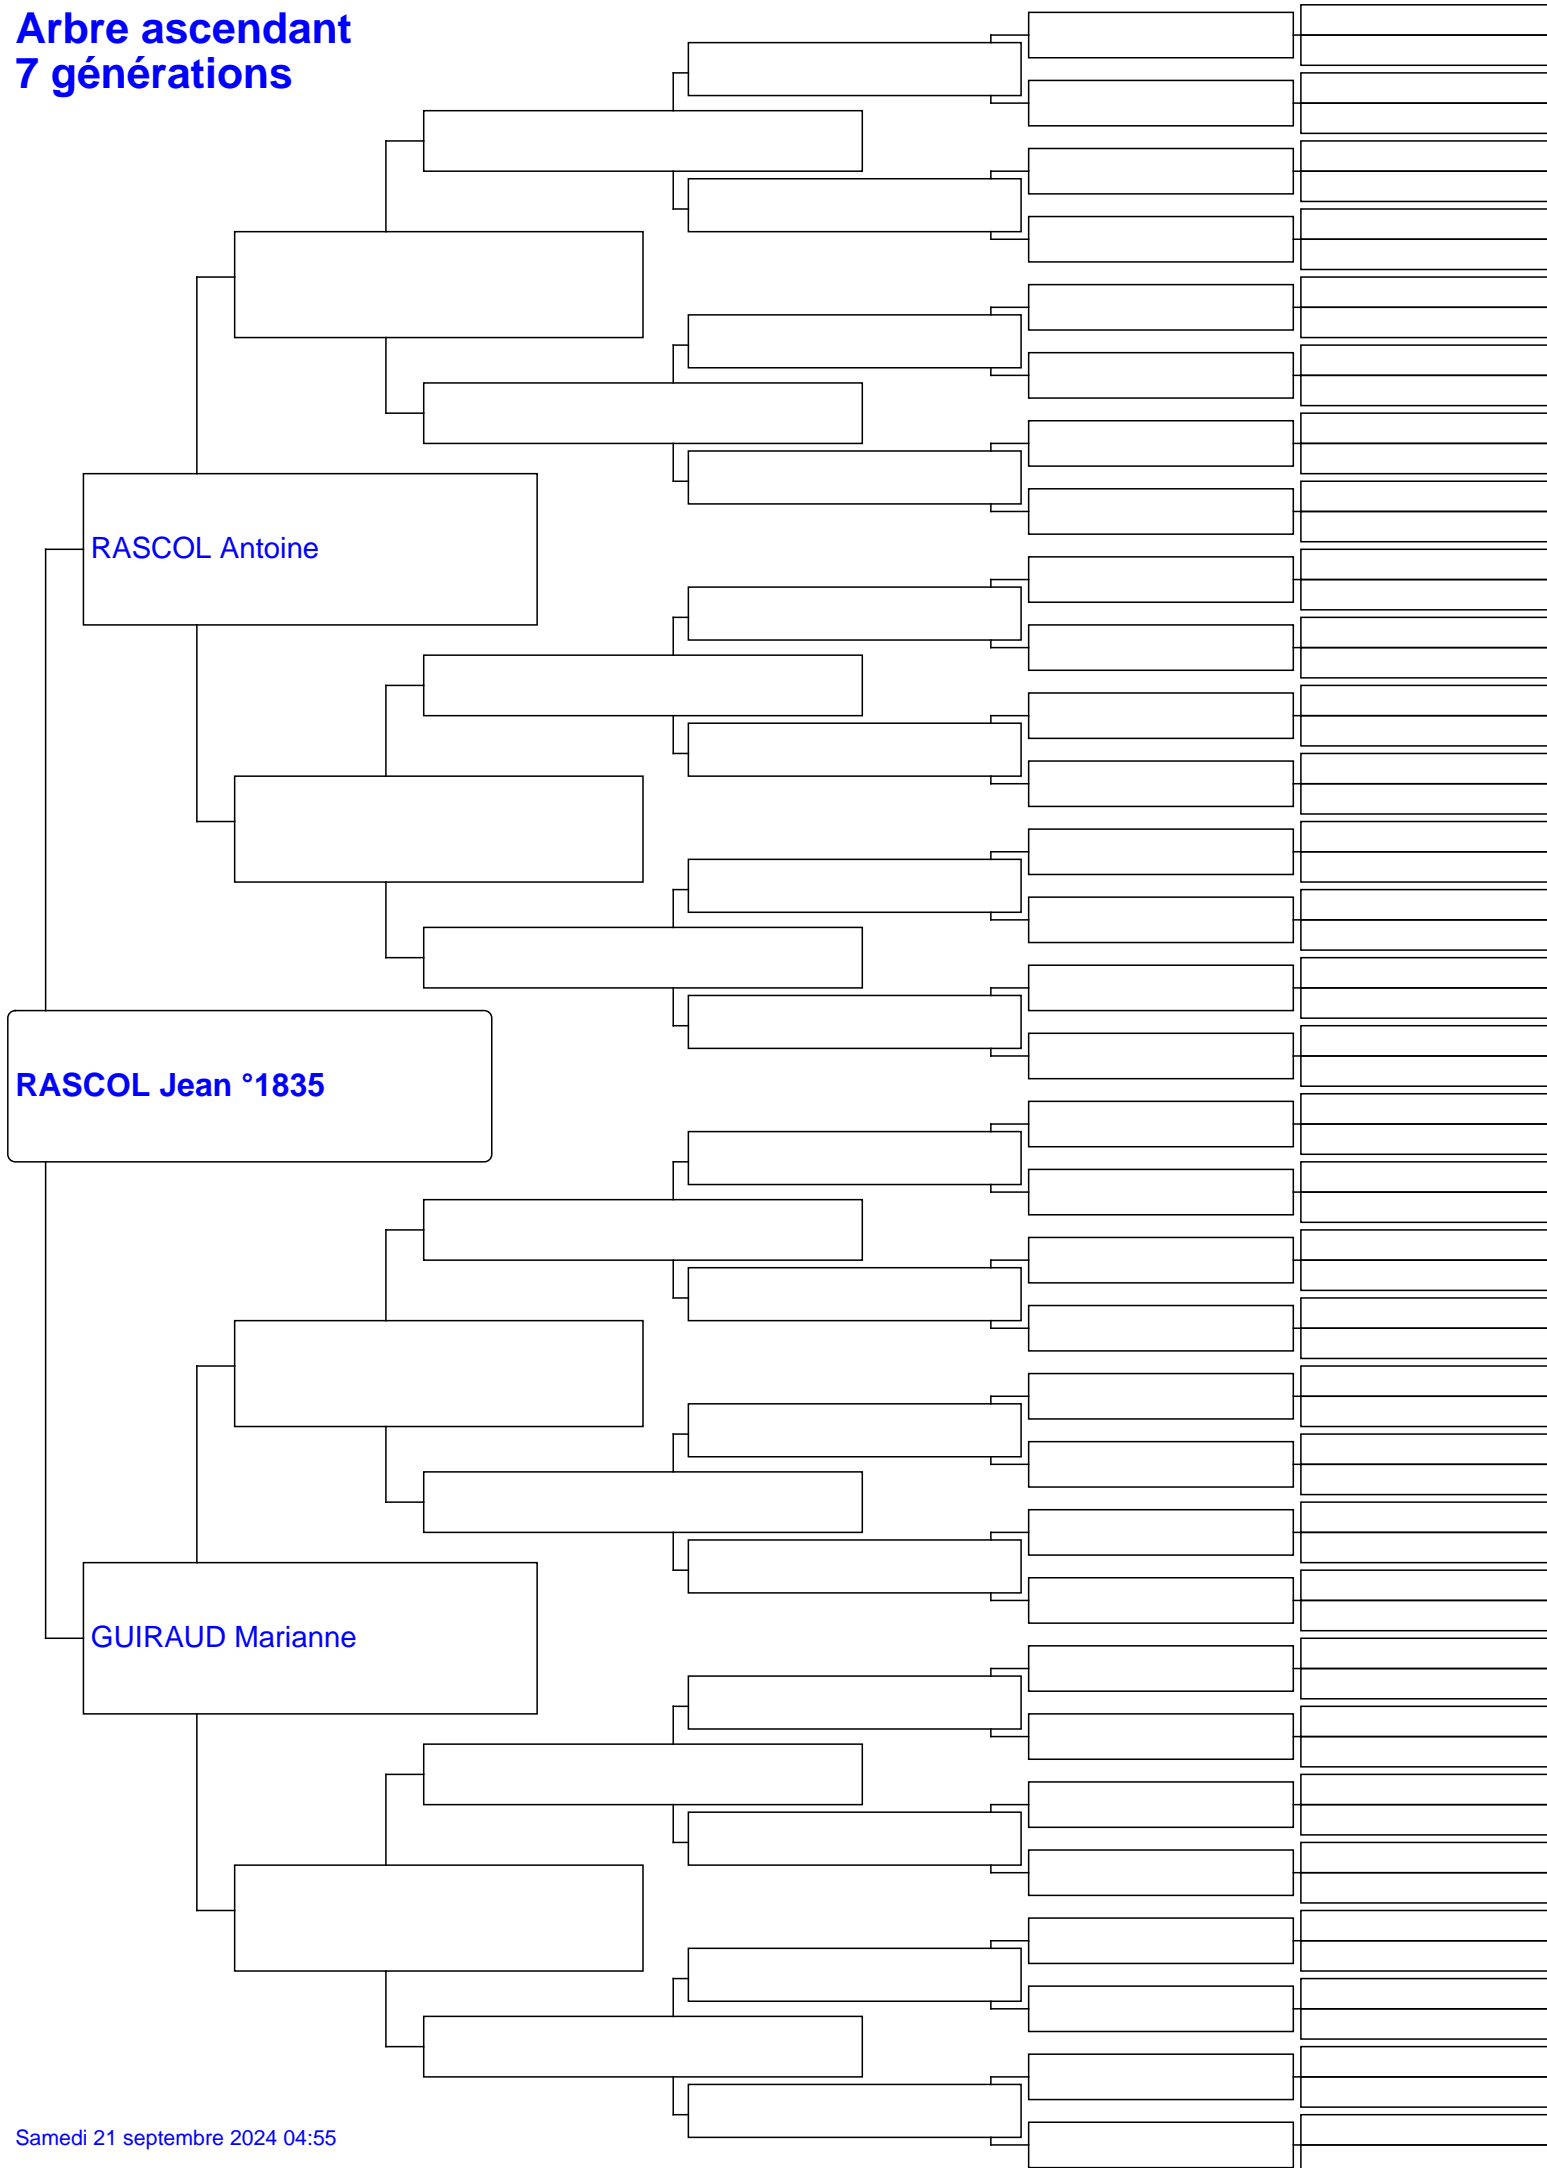 Arbre ascendant
7 générations
RASCOL Antoine
RASCOL Jean °1835
GUIRAUD Marianne
Samedi 21 septembre 2024 04:55